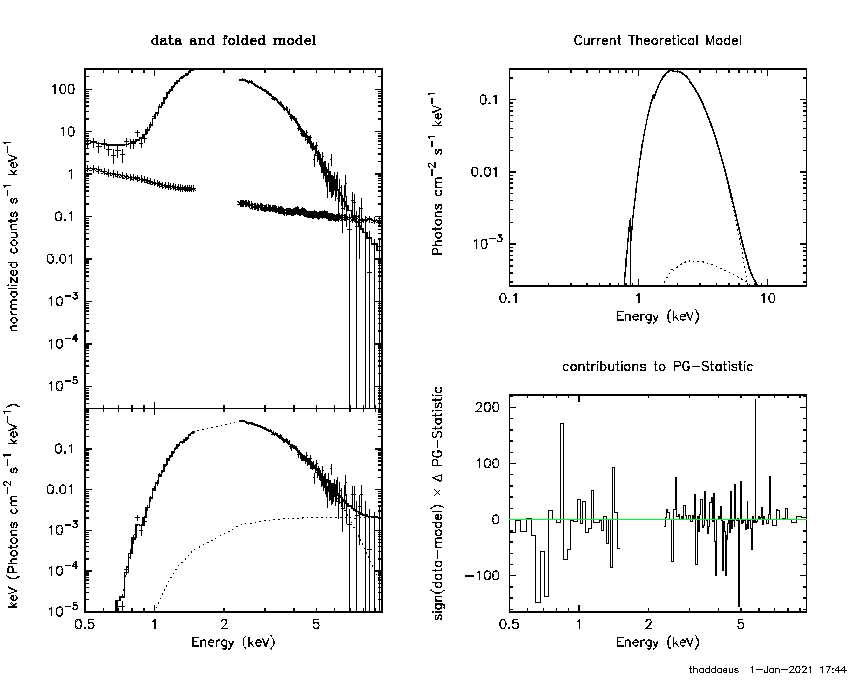 data and folded model
normalized counts s−1 keV−1
100
10
1
0.1
0.01
10−3
10−4
10−5
keV (Photons cm−2 s−1 keV−1)
0.1
0.01
10−3
10−4
10−5
0.5 1 2 5
Energy (keV)
Current Theoretical Model
Photons cm−2 s−1 keV−1
0.1
0.01
10−3
0.1 1 10
Energy (keV)
contributions to PG−Statistic
sign(data−model) × Δ PG−Statistic
200
100
0
−100
0.5 1 2 5
Energy (keV)
thaddaeus 1−Jan−2021 17:44